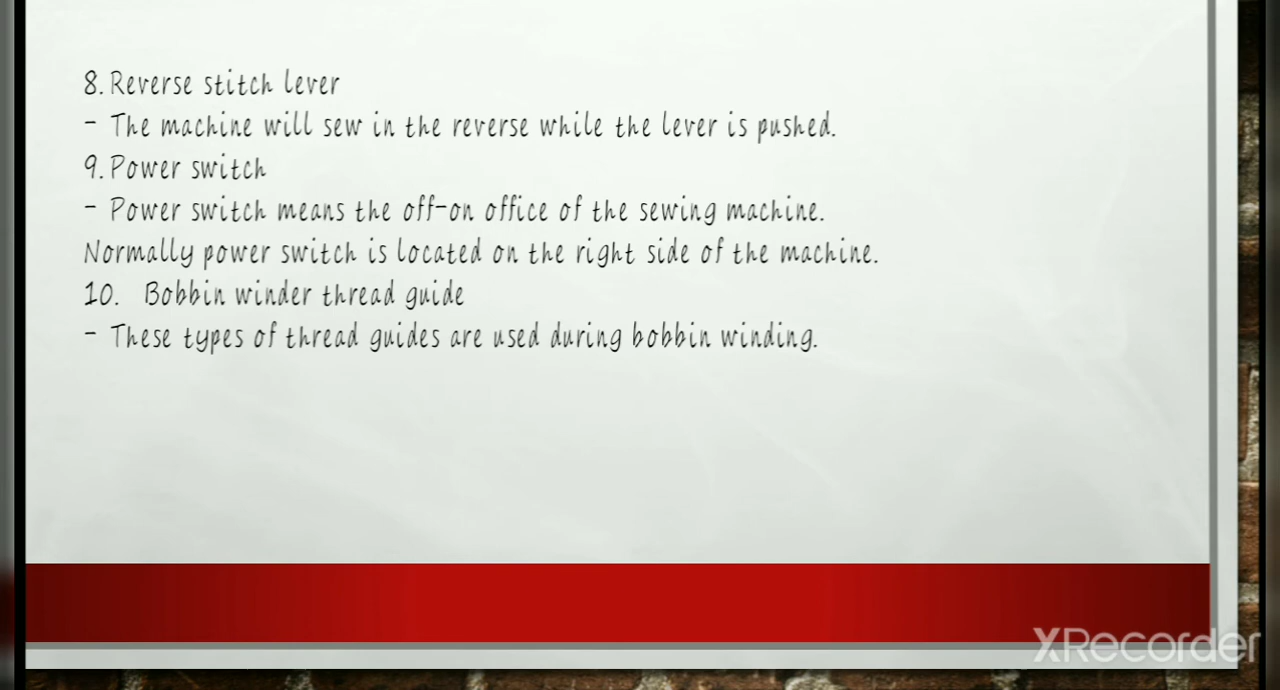 8. Reverse stitch lever
- The machine will sew in the reverse while the lever is pushed.
9. Power switch
- Power switch means the off-on office of the sewing machine.
Normally power switch is located on the right side of the machine.
10. Bobbin winder thread guide
- These types of thread guides are used during bobbin winding.
XRecorder